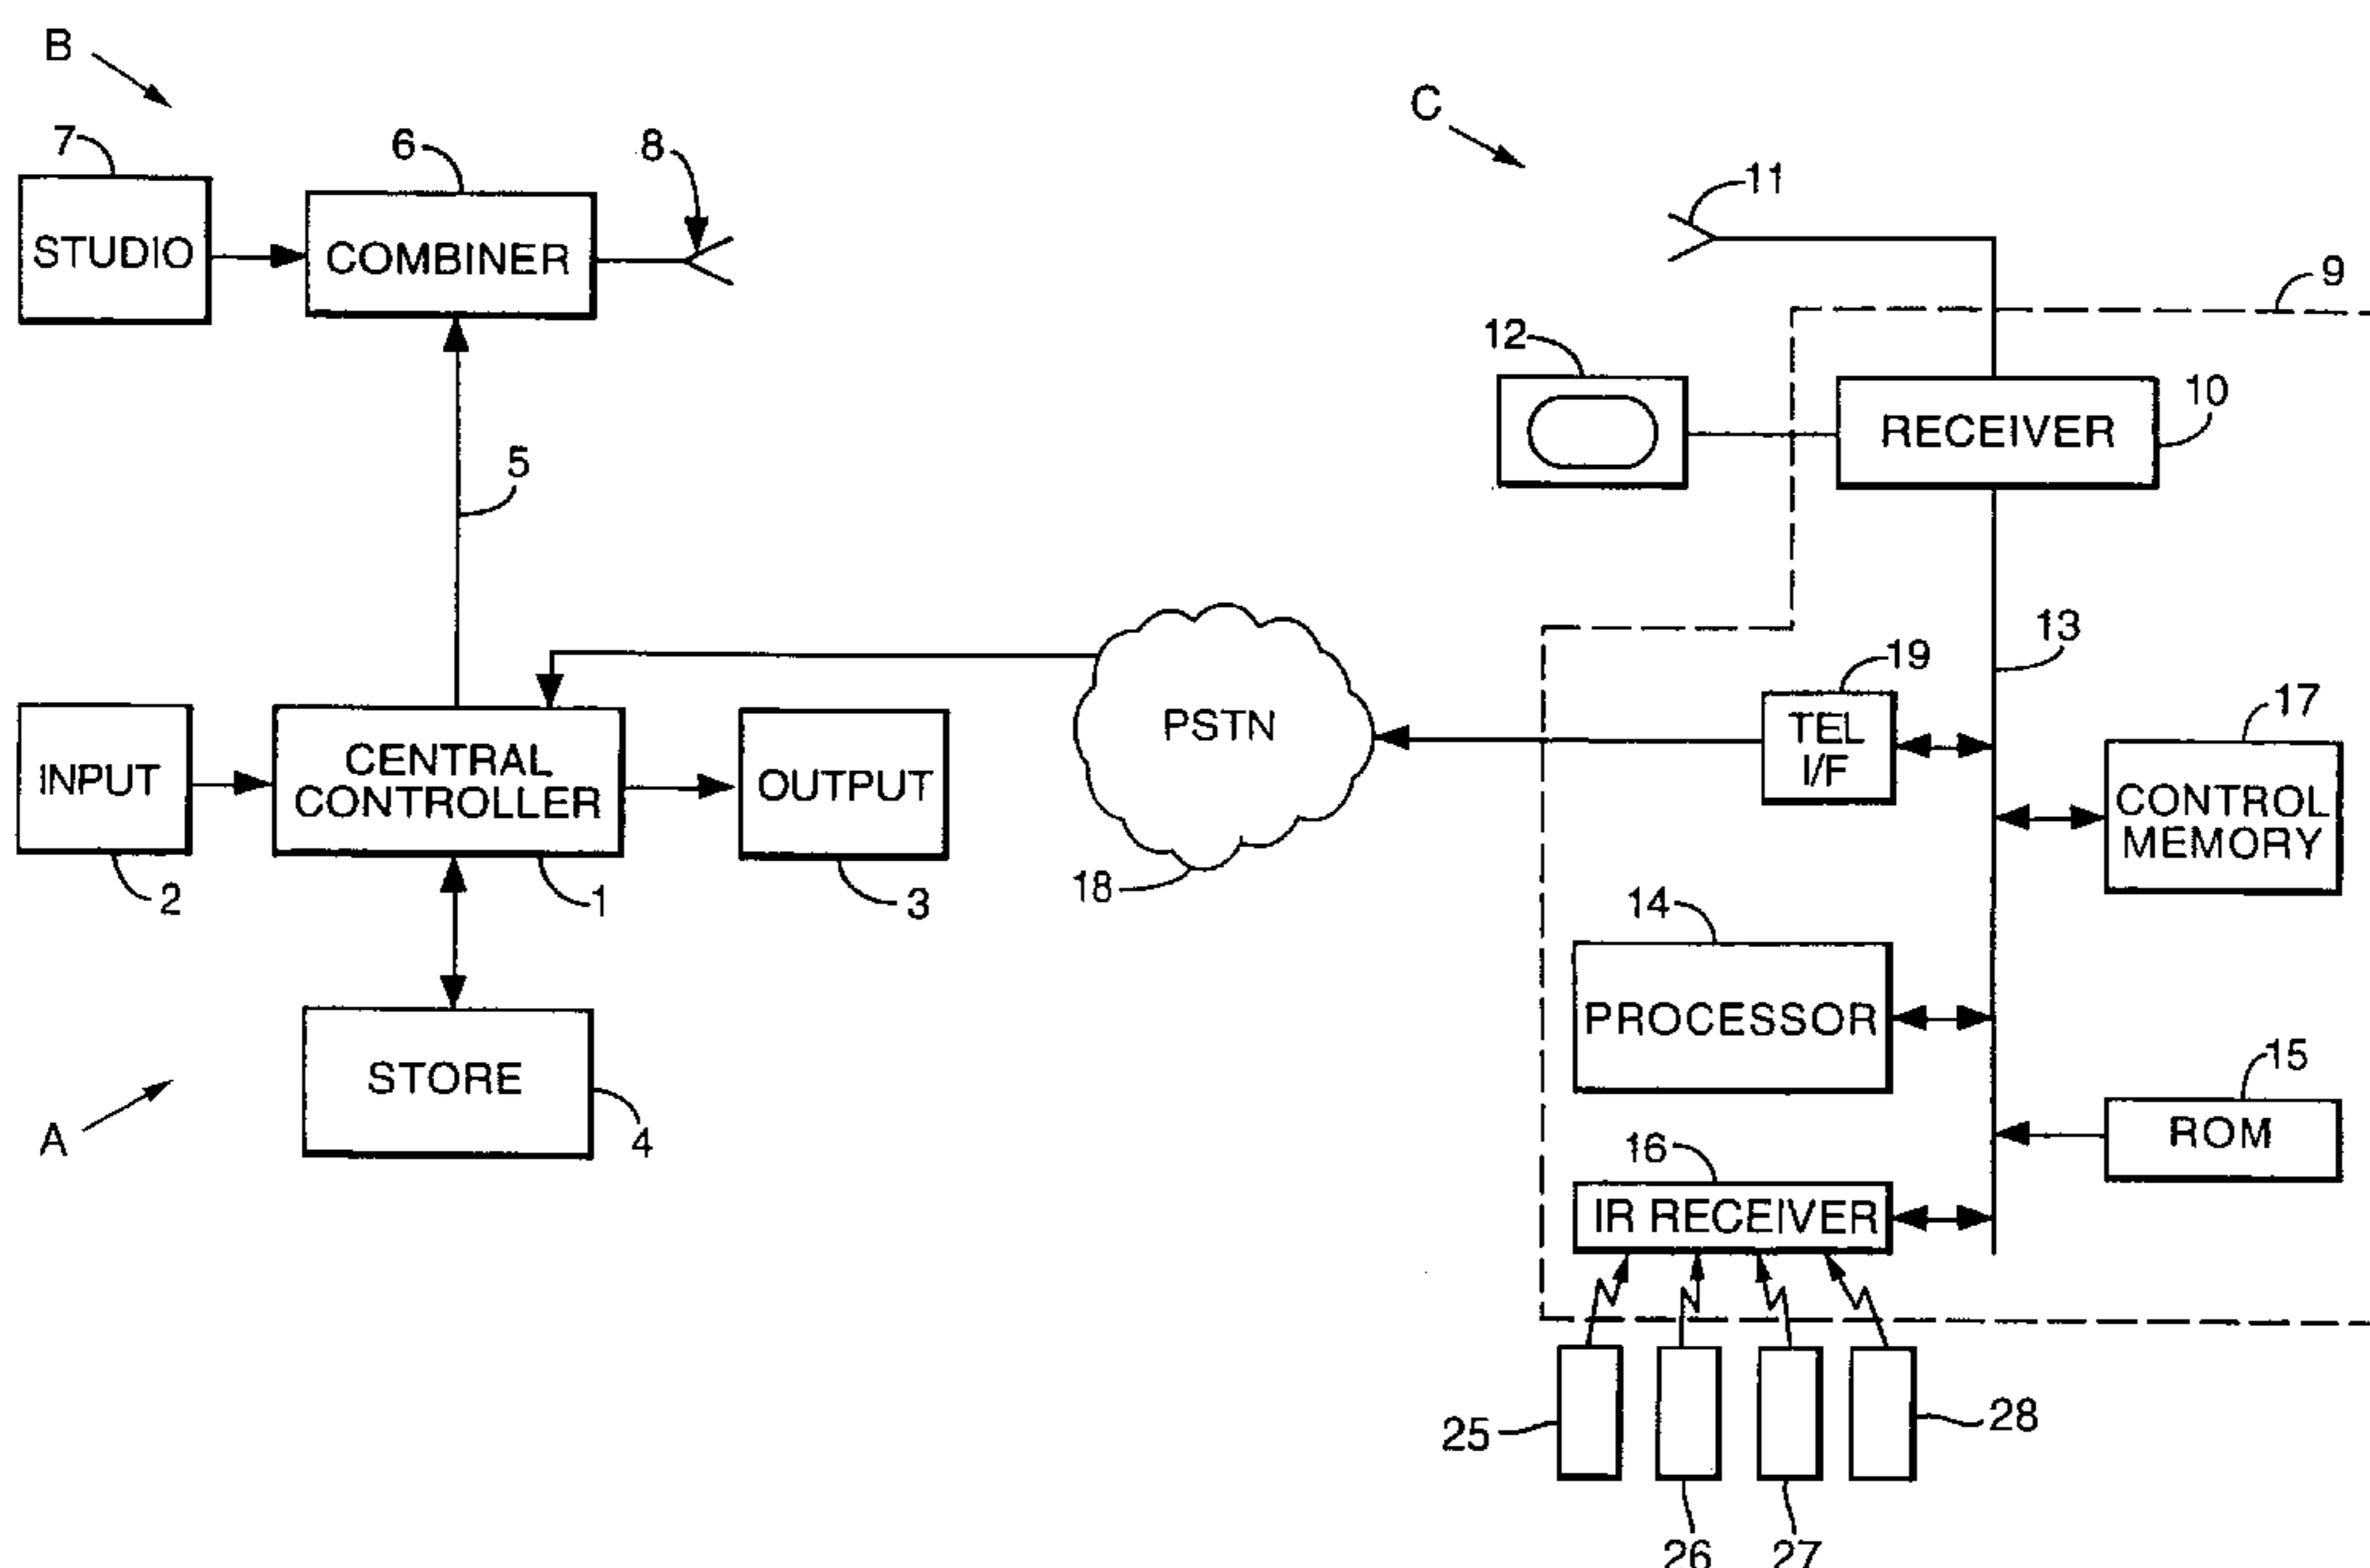 B
C
7
6
8
11
STUDIO
COMBINER
9
12
RECEIVER
10
5
13
19
17
PSTN
TEL
I/F
INPUT
CENTRAL
CONTROLLER
OUTPUT
CONTROL
MEMORY
2
1
3
18
14
PROCESSOR
STORE
15
ROM
A
4
16
IR RECEIVER
25
28
26
27